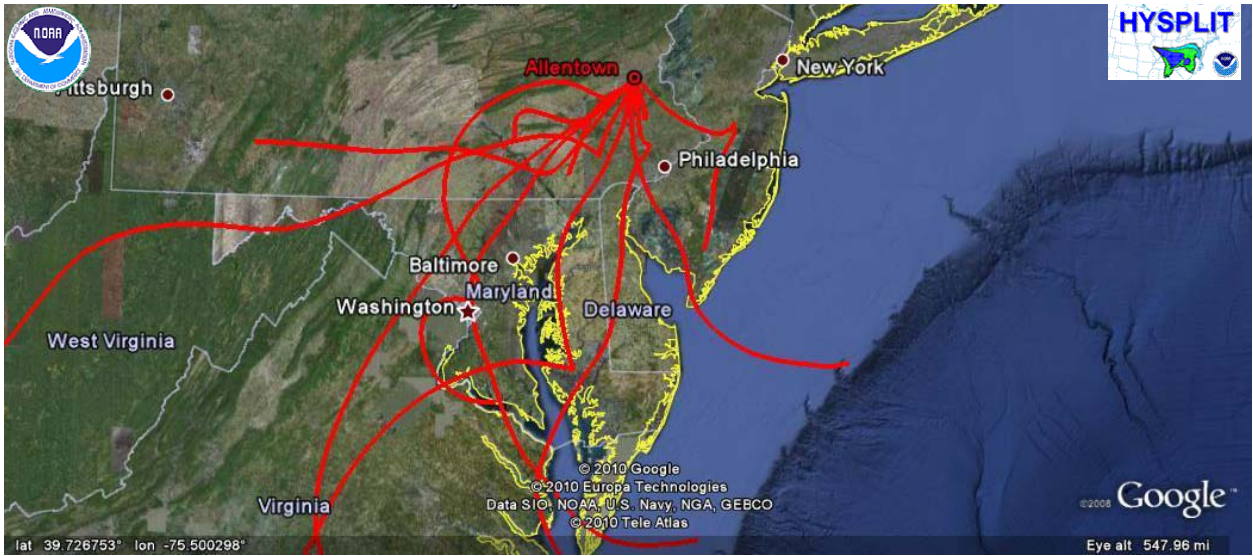 NOAA
HYSPLIT
Pittsburgh
Allentown
New York
Philadelphia
Baltimore
Washington
Maryland
Delaware
West Virginia
Virginia
© 2010 Google
© 2010 Europa Technologies
Data SIO, NOAA, U.S. Navy, NGA, GEBCO
© 2010 Tele Atlas
©2008 Google™
lat 39.726753° lon -75.500298°
Eye alt 547.96 mi